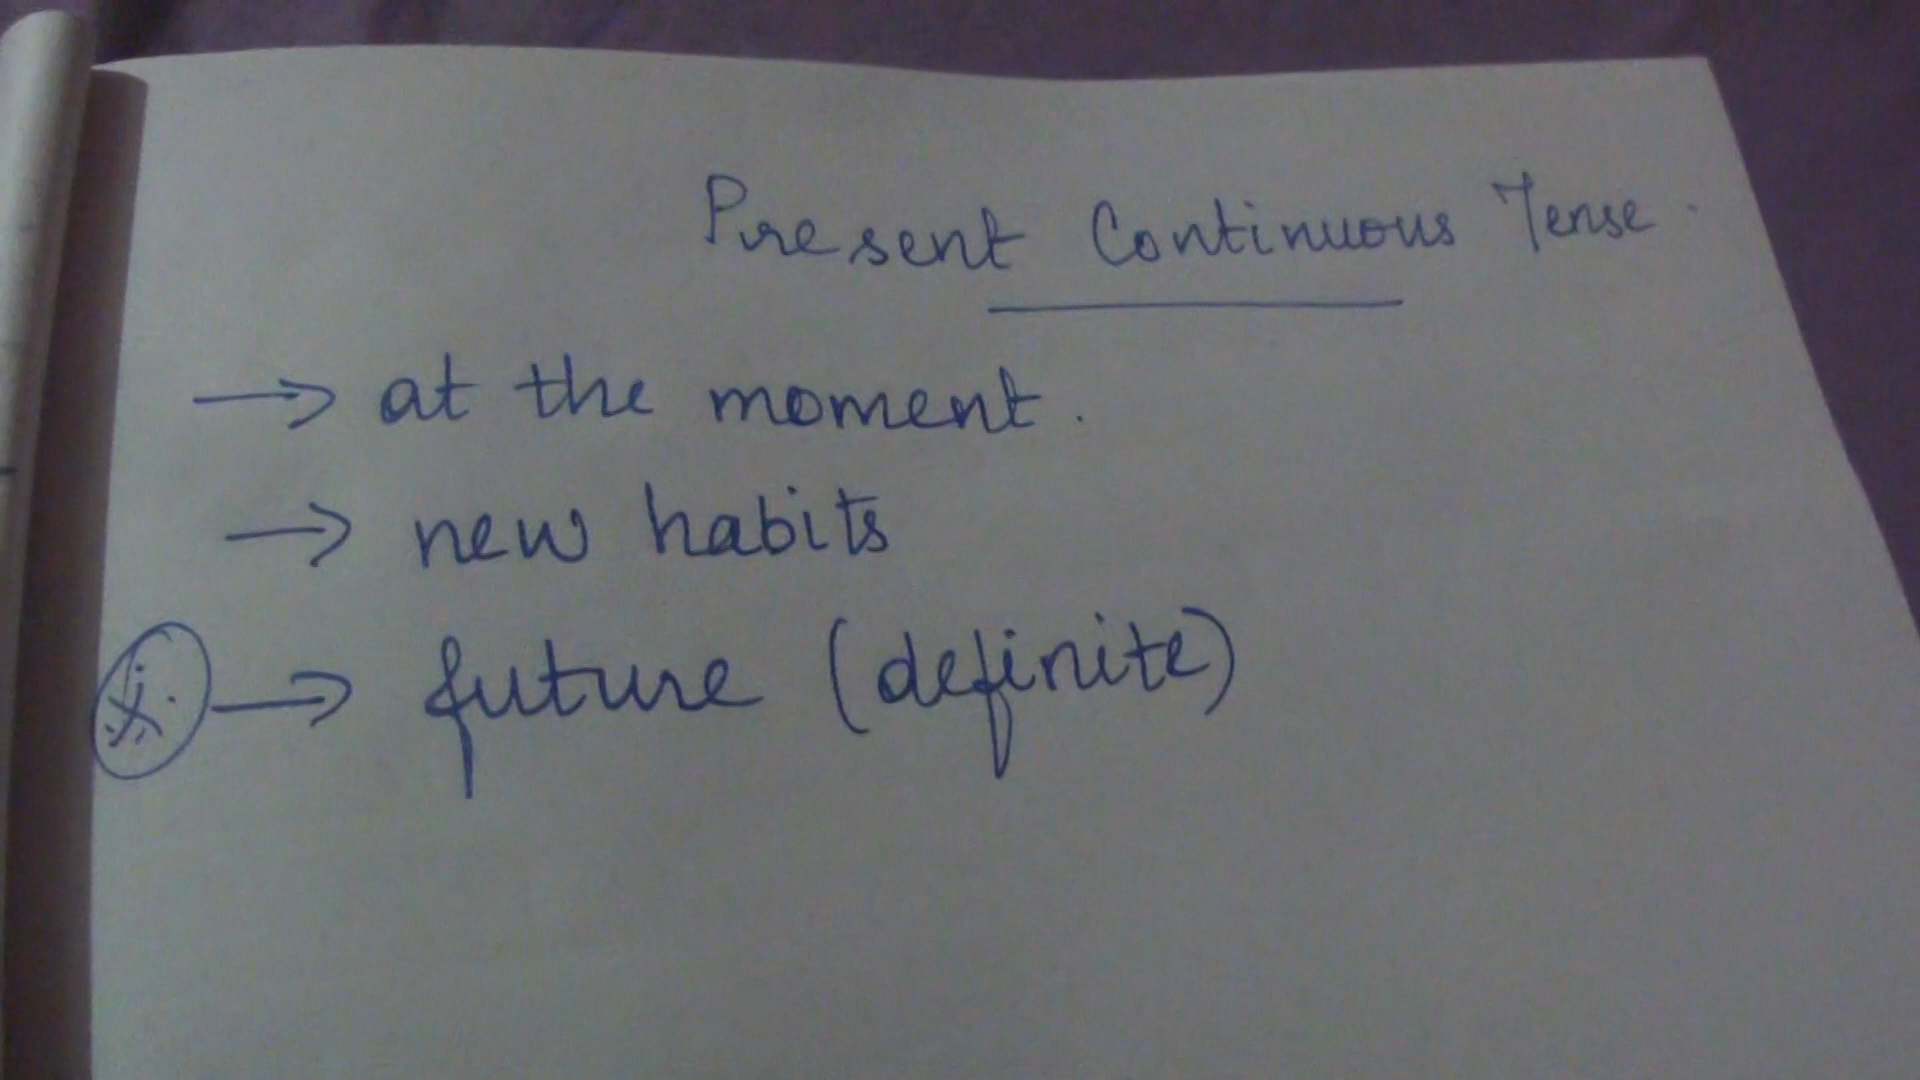 Present Continuous Tense.
→ at the moment.
→ new habits
→ future (definite)